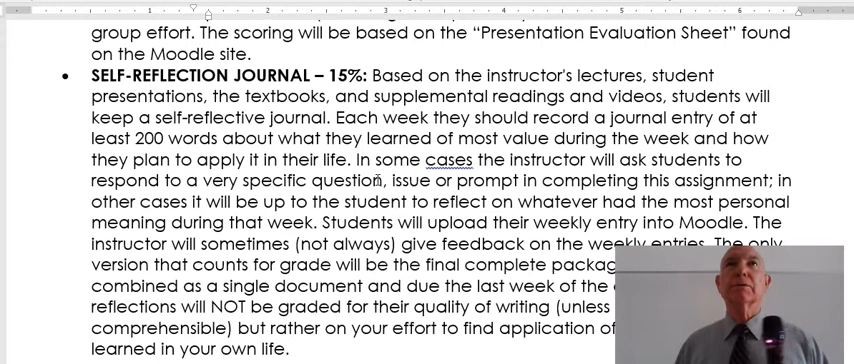 1 2 3 4 5 6
group effort. The scoring will be based on the “Presentation Evaluation Sheet” found
on the Moodle site.
• SELF-REFLECTION JOURNAL – 15%: Based on the instructor's lectures, student
presentations, the textbooks, and supplemental readings and videos, students will
keep a self-reflective journal. Each week they should record a journal entry of at
least 200 words about what they learned of most value during the week and how
they plan to apply it in their life. In some cases the instructor will ask students to
respond to a very specific question, issue or prompt in completing this assignment; in
other cases it will be up to the student to reflect on whatever had the most personal
meaning during that week. Students will upload their weekly entry into Moodle. The
instructor will sometimes (not always) give feedback on the weekly entries. The only
version that counts for grade will be the final complete
combined as a single document and due the last week of the
reflections will NOT be graded for their quality of writing (unless
comprehensible) but rather on your effort to find application of
learned in your own life.